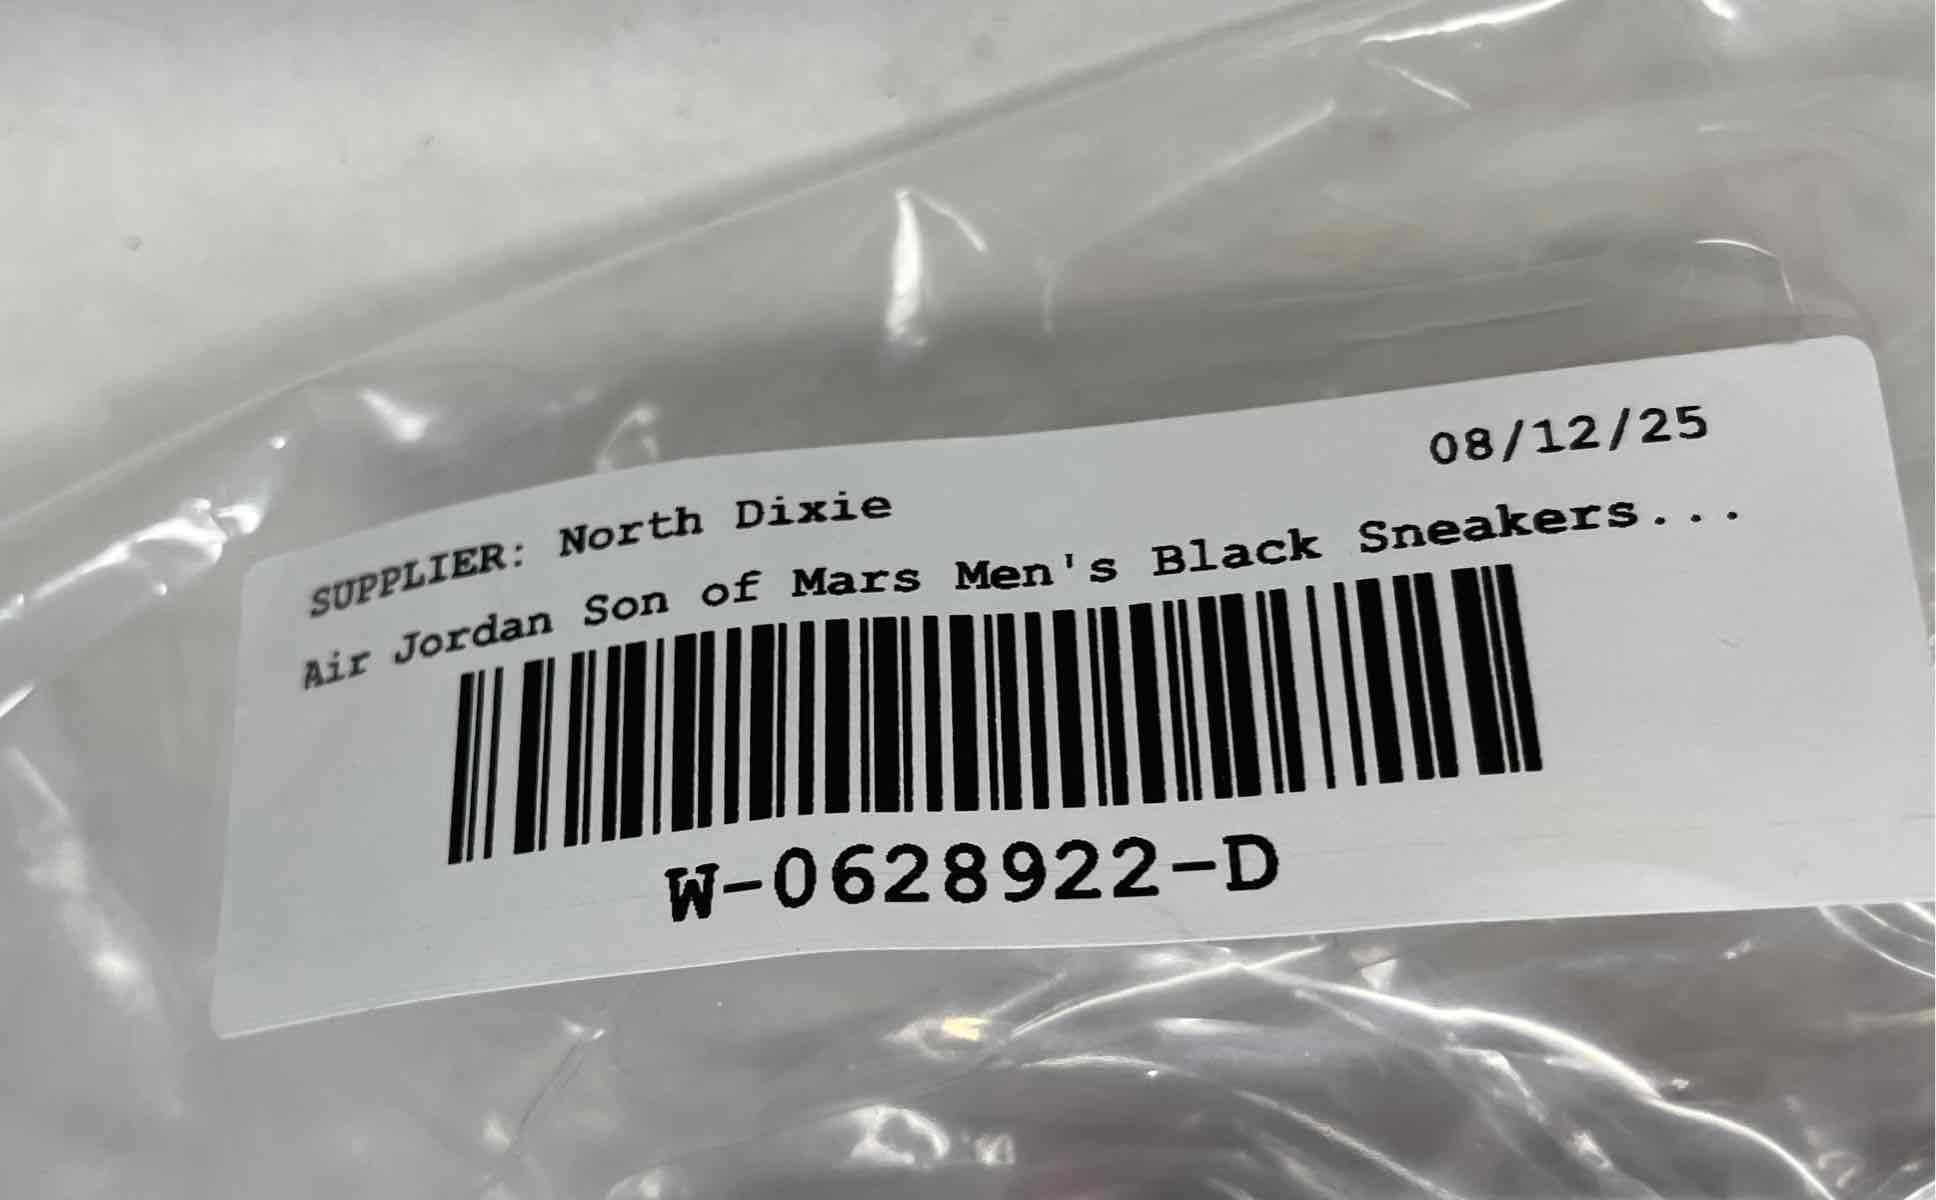 08/12/25
SUPPLIER: North Dixie
Air Jordan Son of Mars Men's Black Sneakers...
W-0628922-D